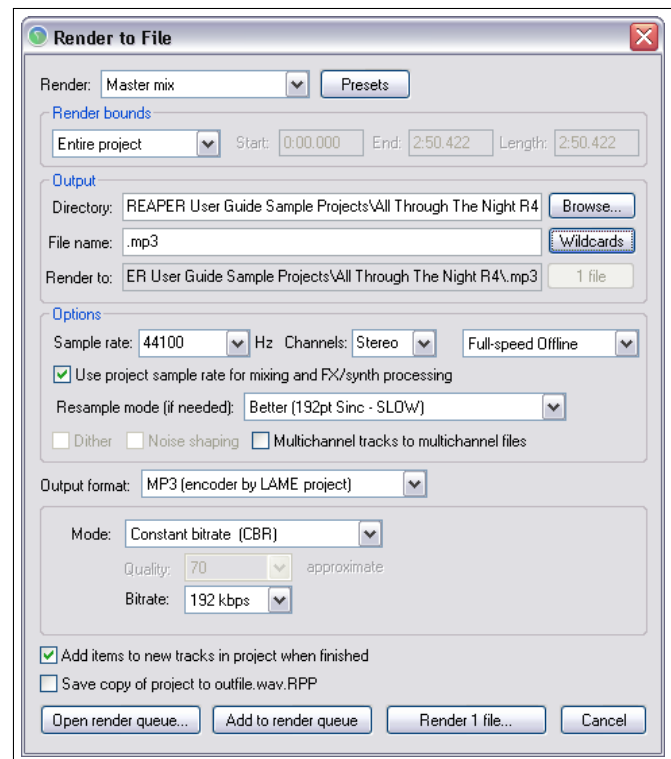 Render to File
Render: Master mix Presets
Render bounds
Entire project Start: 0:00.000 End: 2:50.422 Length: 2:50.422
Output
Directory: REAPER User Guide Sample Projects\All Through The Night R4 Browse...
File name: .mp3 Wildcards
Render to: ER User Guide Sample Projects\All Through The Night R4\.mp3 1 file
Options
Sample rate: 44100 Hz Channels: Stereo Full-speed Offline
Use project sample rate for mixing and FX/synth processing
Resample mode (if needed): Better (192pt Sinc - SLOW)
Dither Noise shaping Multichannel tracks to multichannel files
Output format: MP3 (encoder by LAME project)
Mode: Constant bitrate (CBR)
Quality: 70 approximate
Bitrate: 192 kbps
Add items to new tracks in project when finished
Save copy of project to outfile.wav.RPP
Open render queue... Add to render queue Render 1 file... Cancel